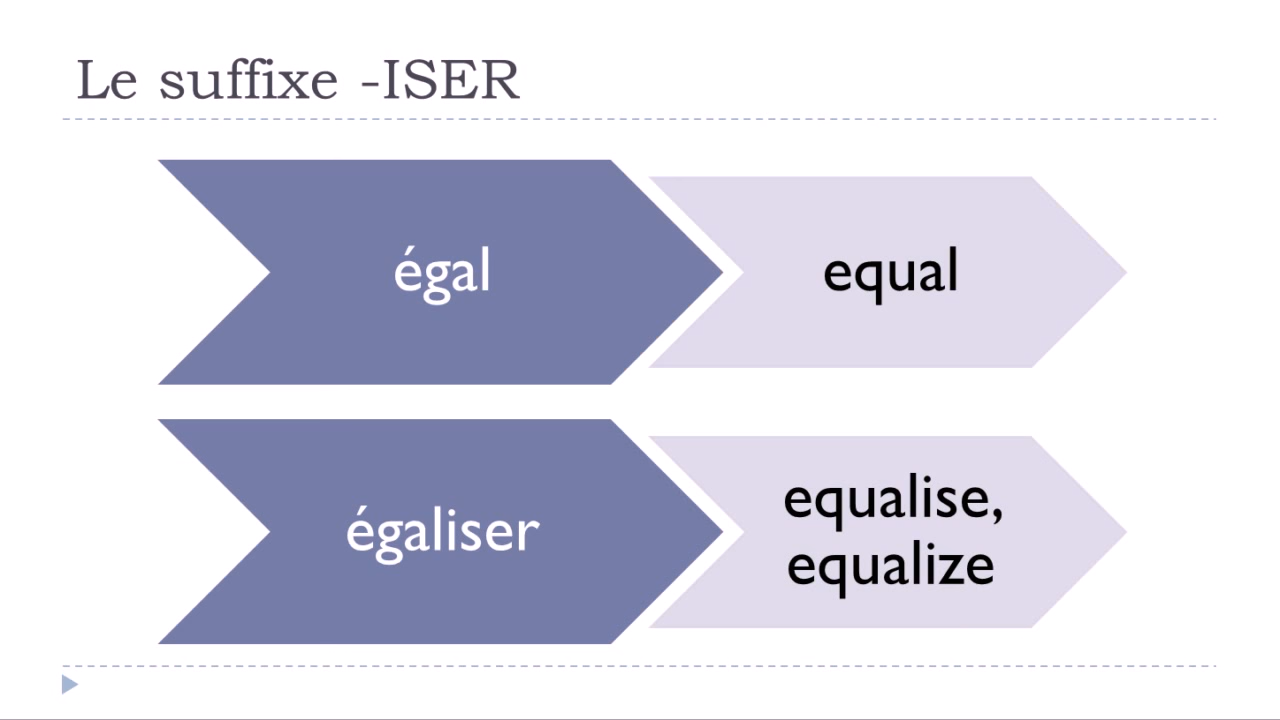 Le suffixe -ISER
égal
equal
égaliser
equalise,
equalize